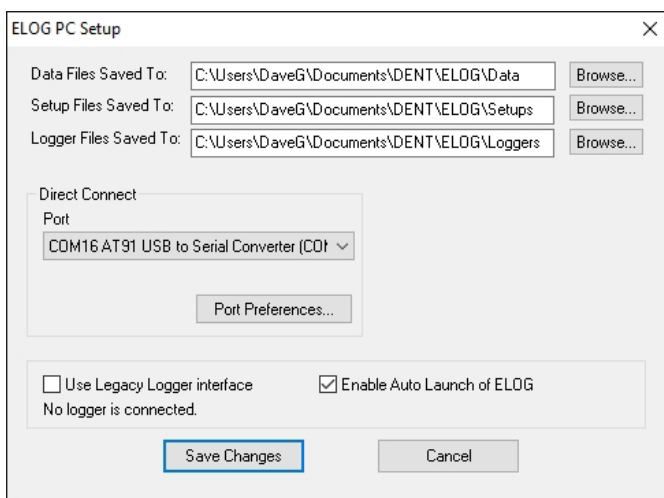 ELOG PC Setup
Data Files Saved To: C:\Users\DaveG\Documents\DENT\ELOG\Data Browse...
Setup Files Saved To: C:\Users\DaveG\Documents\DENT\ELOG\Setups Browse...
Logger Files Saved To: C:\Users\DaveG\Documents\DENT\ELOG\Loggers Browse...
Direct Connect
Port
COM16 AT91 USB to Serial Converter (COM
Port Preferences...
Use Legacy Logger interface Enable Auto Launch of ELOG
No logger is connected.
Save Changes Cancel